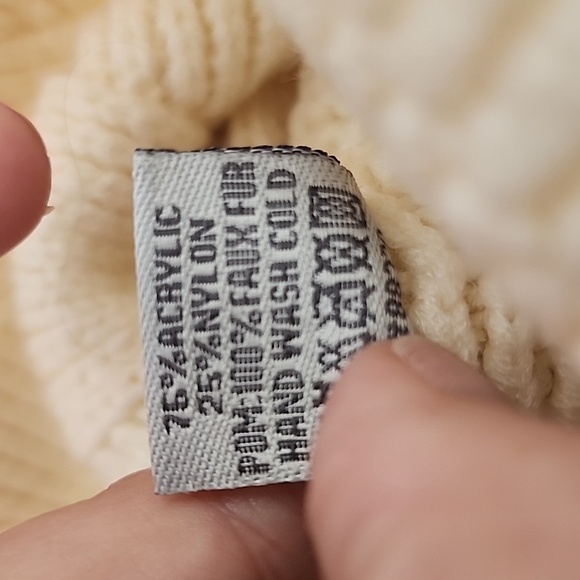 75%ACRYLIC
25%NYLON
POM:100%FAUX FUR
HAND WASH COLD